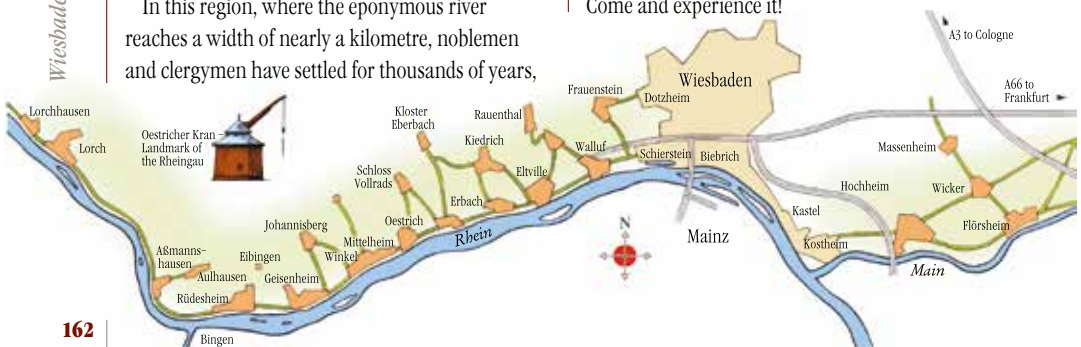 Wiesbade
In this region, where the eponymous river
reaches a width of nearly a kilometre, noblemen
and clergymen have settled for thousands of years,
Come and experience it!
A3 to Cologne
A66 to
Frankfurt
Wiesbaden
Frauenstein
Dotzheim
Lorchhausen
Lorch
Oestricher Kran –
Landmark of
the Rheingau
Kloster
Eberbach
Rauenthal
Kiedrich
Walluf
Schierstein
Biebrich
Massenheim
Schloss
Vollrads
Eltville
Erbach
Hochheim
Wicker
Johannisberg
Oestrich
Kastel
Flörsheim
Mittelheim
Winkel
Rhein
N
Mainz
Kostheim
Main
Aßmanns–
hausen
Eibingen
Aulhausen
Geisenheim
Rüdesheim
162
Bingen